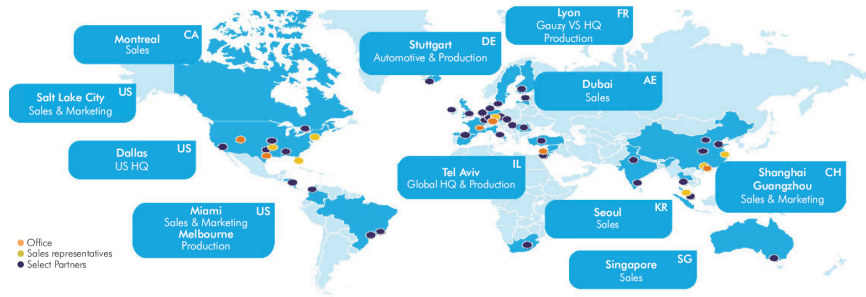 Lyon FR
Gauzy VS HQ
Production
Montreal CA
Sales
Stuttgart DE
Automotive & Production
Salt Lake City US
Sales & Marketing
Dubai AE
Sales
Dallas US
US HQ
Tel Aviv IL
Global HQ & Production
Shanghai CH
Guangzhou
Sales & Marketing
Miami US
Sales & Marketing
Melbourne
Production
Seoul KR
Sales
Singapore SG
Sales
Office
Sales representatives
Select Partners